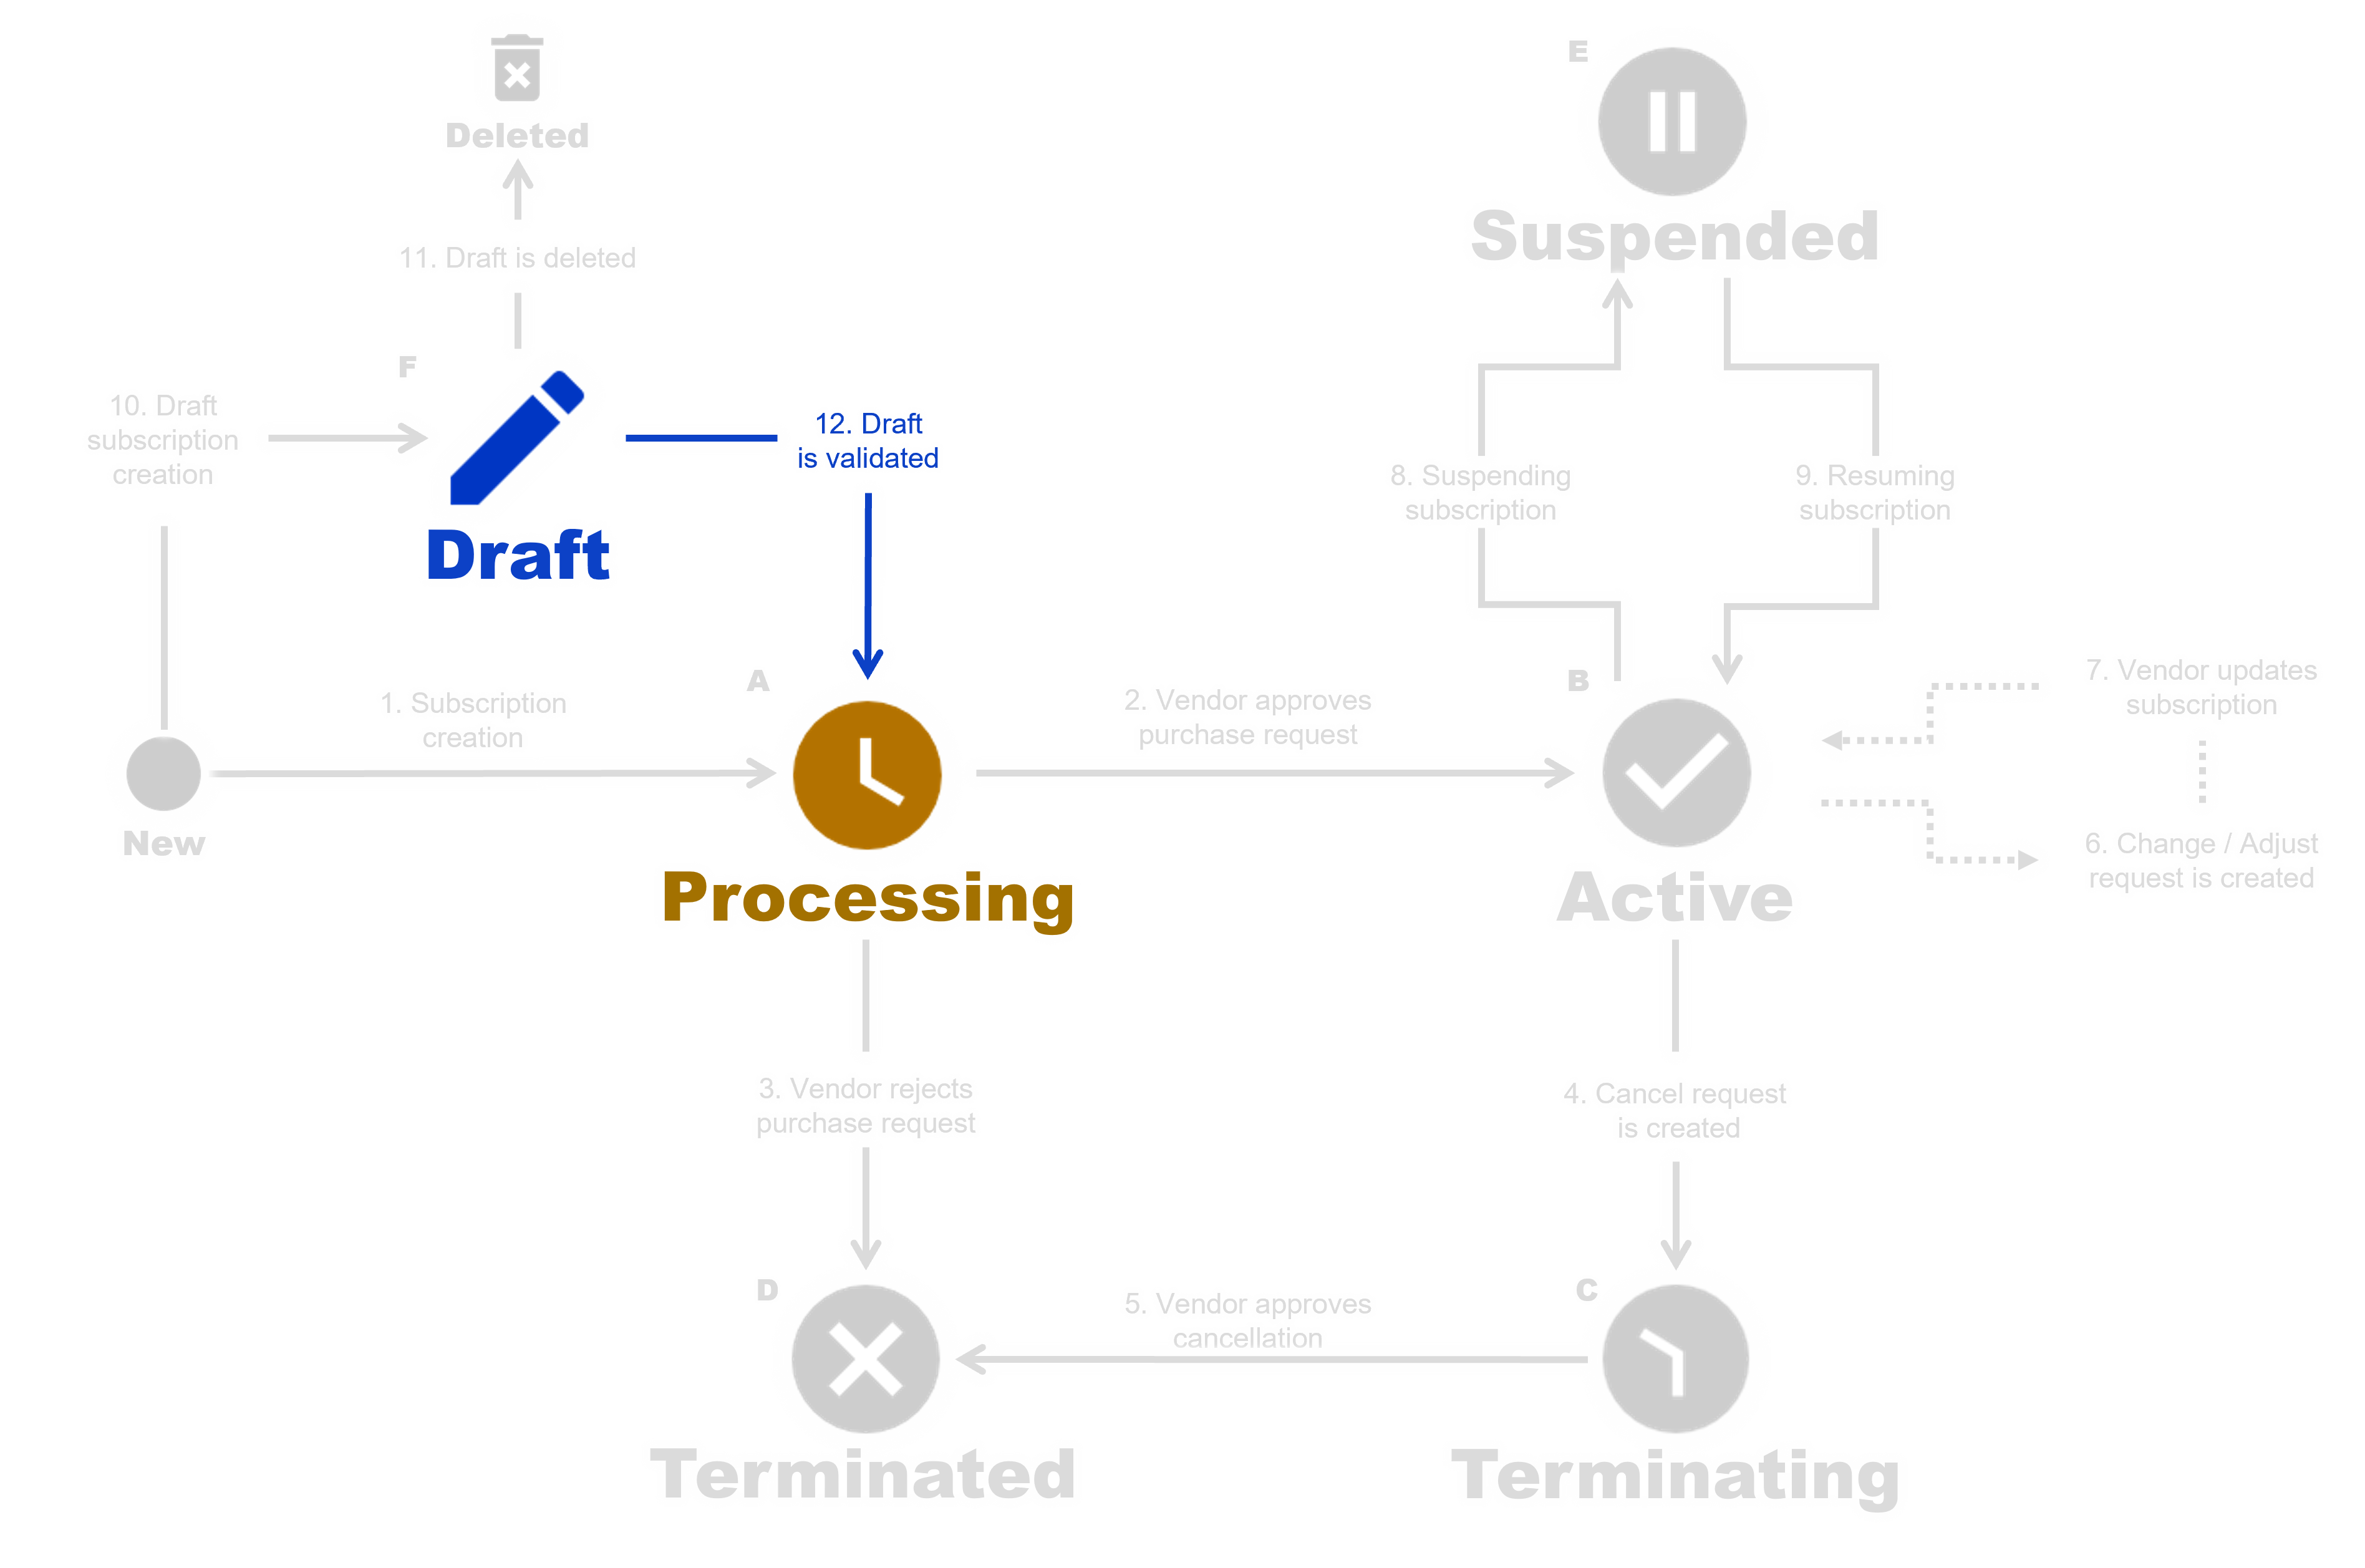 E
Deleted
Suspended
11. Draft is deleted
F
10. Draft
subscription
creation
12. Draft
is validated
Draft
8. Suspending
subscription
9. Resuming
subscription
A
1. Subscription
creation
2. Vendor approves
purchase request
B
7. Vendor updates
subscription
New
6. Change / Adjust
request is created
Processing
Active
3. Vendor rejects
purchase request
4. Cancel request
is created
D
5. Vendor approves
cancellation
C
Terminated
Terminating